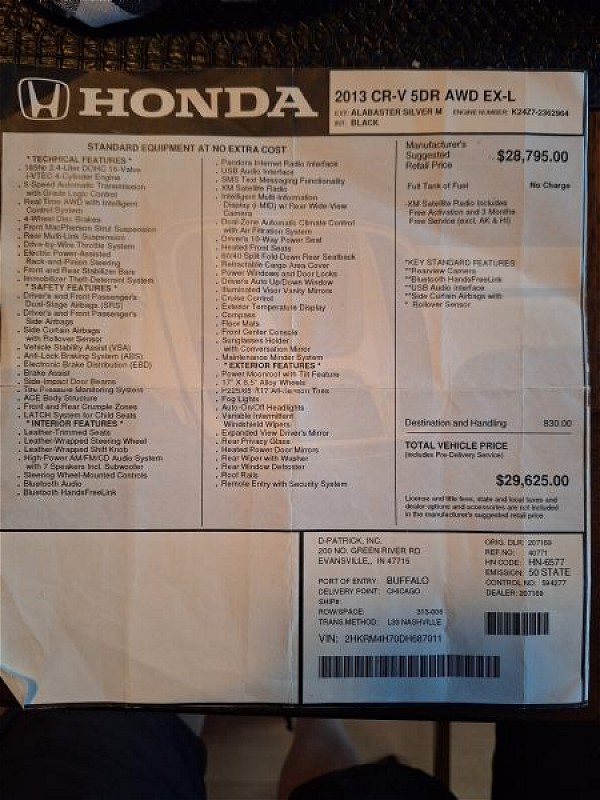 HONDA
2013 CR-V 5DR AWD EX-L
EXT: ALABASTER SILVER M ENGINE NUMBER: K24Z7-2362964
INT: BLACK
STANDARD EQUIPMENT AT NO EXTRA COST
* TECHNICAL FEATURES *
185hp 2.4-Liter DOHC 16-Valve
i-VTEC 4 Cylinder Engine
5-Speed Automatic Transmission
with Grade Logic Control
Real Time AWD with Intelligent
Control System
4-Wheel Disc Brakes
Front MacPherson Strut Suspension
Rear Multi-Link Suspension
Drive-by-Wire Throttle System
Electric Power-Assisted
Rack-and-Pinion Steering
Front and Rear Stabilizer Bars
Immobilizer Theft-Deterrent System
* SAFETY FEATURES *
Driver's and Front Passenger's
Dual-Stage Airbags (SRS)
Driver's and Front Passenger's
Side Airbags
Side Curtain Airbags
with Rollover Sensor
Vehicle Stability Assist (VSA)
Anti-Lock Braking System (ABS)
Electronic Brake Distribution (EBD)
Brake Assist
Side-Impact Door Beams
Tire Pressure Monitoring System
ACE Body Structure
Front and Rear Crumple Zones
LATCH System for Child Seats
* INTERIOR FEATURES *
Leather-Trimmed Seats
Leather-Wrapped Steering Wheel
Leather-Wrapped Shift Knob
High-Power AM/FM/CD Audio System
with 7 Speakers Incl. Subwoofer
Steering Wheel-Mounted Controls
Bluetooth Audio
Bluetooth HandsFreeLink
Pandora Internet Radio Interface
USB Audio Interface
SMS Text Messaging Functionality
XM Satellite Radio
Intelligent Multi-Information
Display (i-MID) w/ Rear Wide View
Camera
Dual Zone Automatic Climate Control
with Air Filtration System
Driver's 10-Way Power Seat
Heated Front Seats
60/40 Split Fold-Down Rear Seatback
Retractable Cargo Area Cover
Power Windows and Door Locks
Driver's Auto Up/Down Window
Illuminated Visor Vanity Mirrors
Cruise Control
Exterior Temperature Display
Compass
Floor Mats
Front Center Console
Sunglasses Holder
with Conversation Mirror
Maintenance Minder System
* EXTERIOR FEATURES *
Power Moonroof with Tilt Feature
17" X 6.5" Alloy Wheels
P225/65 R17 All-Season Tires
Fog Lights
Auto-On/Off Headlights
Variable Intermittent
Windshield Wipers
Expanded View Driver's Mirror
Rear Privacy Glass
Heated Power Door Mirrors
Rear Wiper with Washer
Rear Window Defroster
Roof Rails
Remote Entry with Security System
Manufacturer's
Suggested
Retail Price
$28,795.00
Full Tank of Fuel No Charge
XM Satellite Radio Includes
Free Activation and 3 Months
Free Service (excl. AK & HI)
*KEY STANDARD FEATURES
**Rearview Camera
**Bluetooth HandsFreeLink
**USB Audio Interface
**Side Curtain Airbags with
* Rollover Sensor
Destination and Handling 830.00
TOTAL VEHICLE PRICE
(Includes Pre-Delivery Service)
$29,625.00
License and title fees, state and local taxes and
dealer options and accessories are not included
in the manufacturer's suggested retail price.
D-PATRICK, INC.
200 NO. GREEN RIVER RD
EVANSVILLE,, IN 47715
PORT OF ENTRY: BUFFALO
DELIVERY POINT: CHICAGO
SHIP#:
ROW/SPACE: 313-006
TRANS METHOD: L39 NASHVILLE
VIN: 2HKRM4H70DH687011
ORIG. DLR: 207169
REF.NO: 40771
HN CODE: HN-6577
EMISSION: 50 STATE
CONTROL NO: 594277
DEALER: 207169